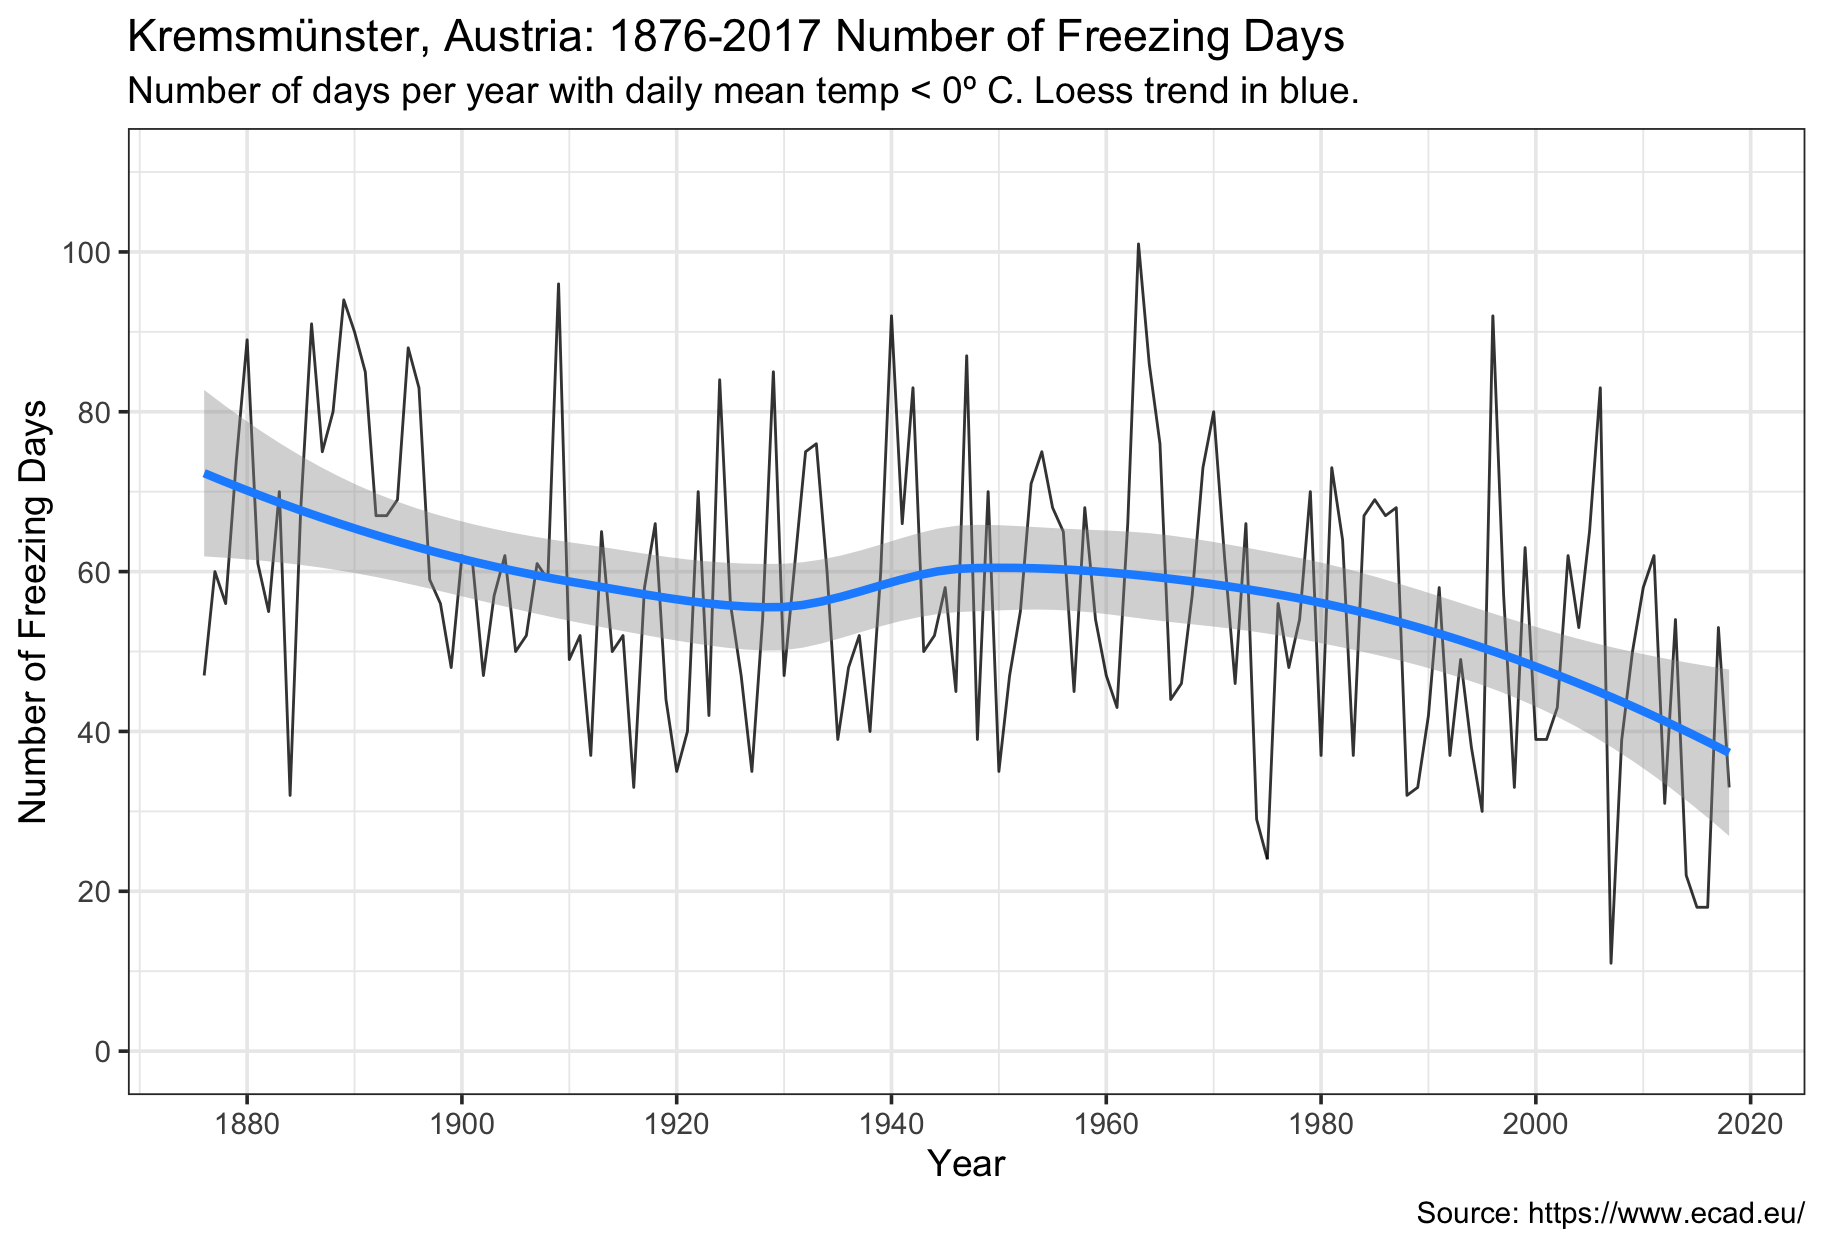 Kremsmünster, Austria: 1876-2017 Number of Freezing Days
Number of days per year with daily mean temp < 0º C. Loess trend in blue.
Number of Freezing Days
100
80
60
40
20
0
1880 1900 1920 1940 1960 1980 2000 2020
Year
Source: https://www.ecad.eu/